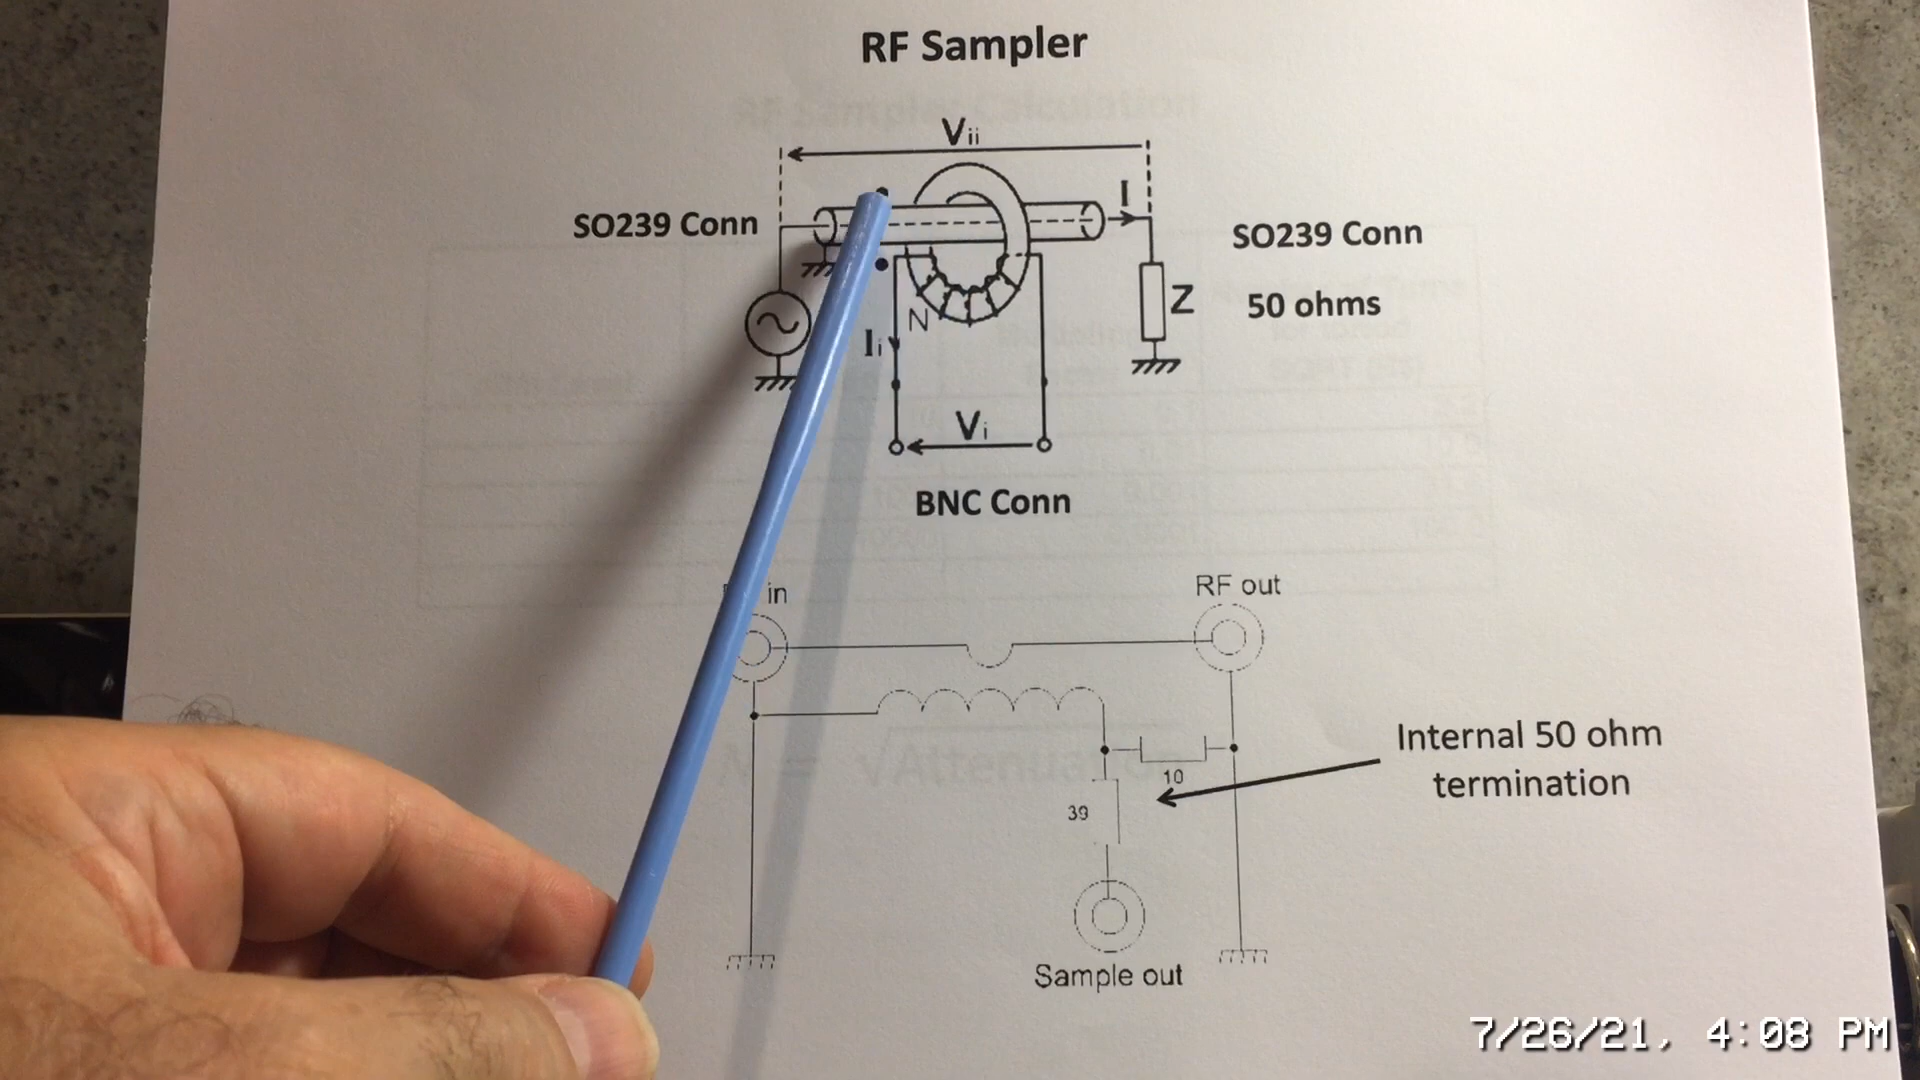 RF Sampler
Vii
SO239 Conn
I
SO239 Conn
Z
50 ohms
N
Ii
Vi
BNC Conn
in
RF out
Internal 50 ohm
termination
10
39
Sample out
N = √Attenuation
7/26/21, 4:08 PM